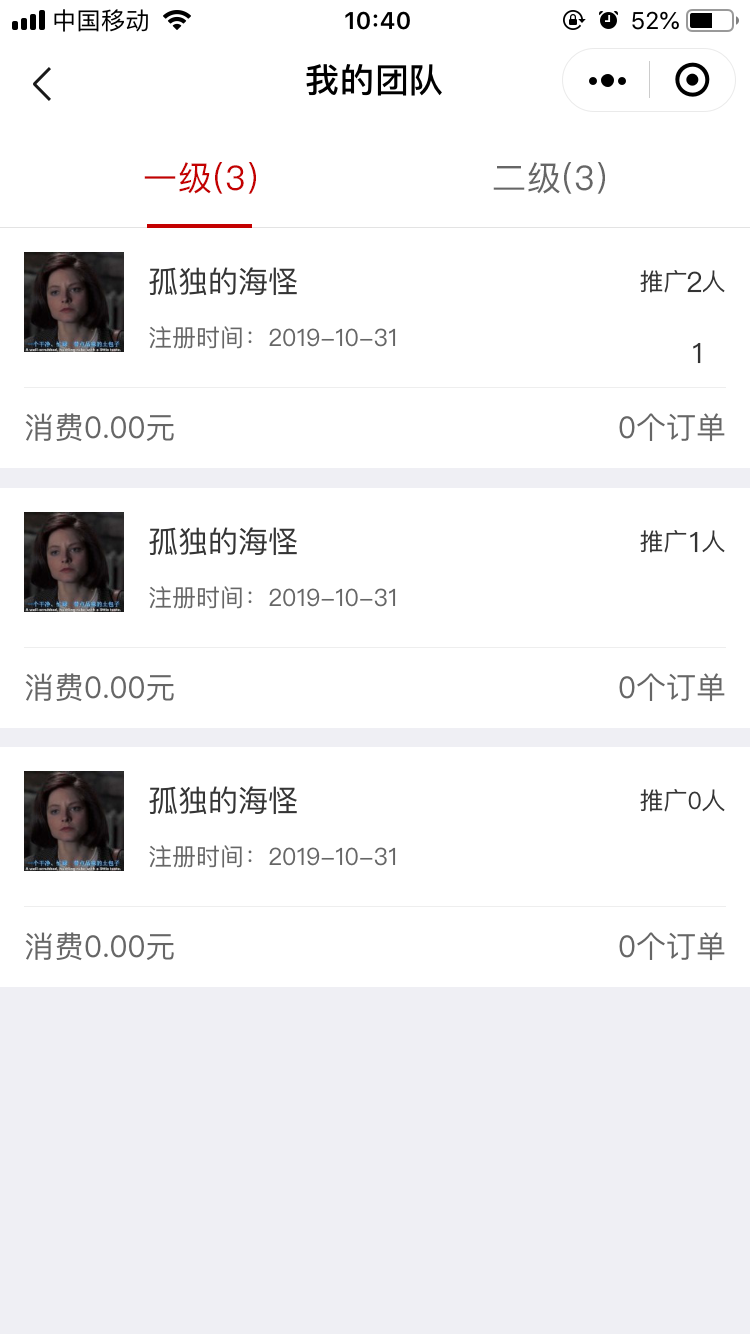 中国移动 10:40 52%
我的团队
一级(3) 二级(3)
孤独的海怪 推广2人
注册时间：2019-10-31
1
消费0.00元 0个订单
孤独的海怪 推广1人
注册时间：2019-10-31
消费0.00元 0个订单
孤独的海怪 推广0人
注册时间：2019-10-31
消费0.00元 0个订单